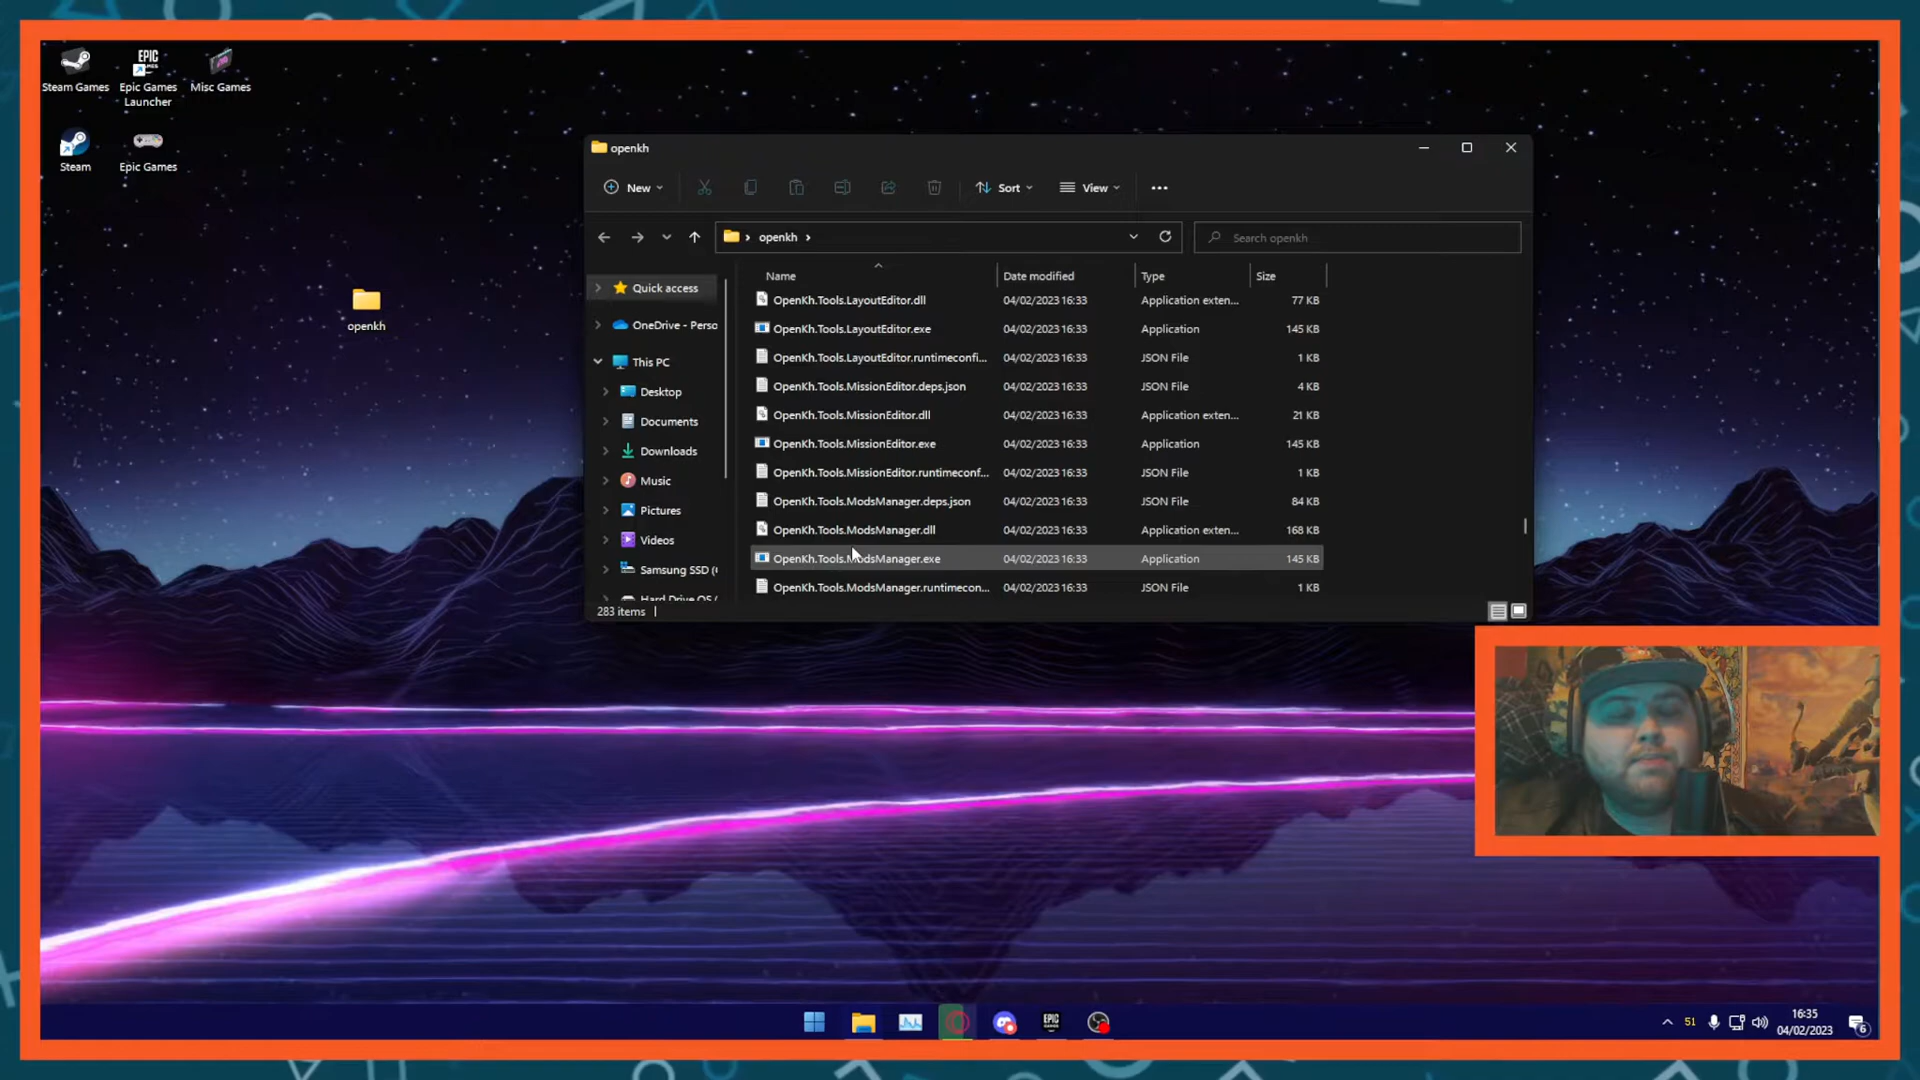 Steam Games
EPIC
GAMES
Epic Games
Launcher
Misc Games
Steam
Epic Games
openkh
openkh
New
Sort
View
openkh
Search openkh
Name
Date modified
Type
Size
Quick access
OneDrive - Perso
This PC
Desktop
Documents
Downloads
Music
Pictures
Videos
Samsung SSD (
Hard Drive OS (
OpenKh.Tools.LayoutEditor.dll 04/02/2023 16:33 Application exten... 77 KB
OpenKh.Tools.LayoutEditor.exe 04/02/2023 16:33 Application 145 KB
OpenKh.Tools.LayoutEditor.runtimeconfi... 04/02/2023 16:33 JSON File 1 KB
OpenKh.Tools.MissionEditor.deps.json 04/02/2023 16:33 JSON File 4 KB
OpenKh.Tools.MissionEditor.dll 04/02/2023 16:33 Application exten... 21 KB
OpenKh.Tools.MissionEditor.exe 04/02/2023 16:33 Application 145 KB
OpenKh.Tools.MissionEditor.runtimeconf... 04/02/2023 16:33 JSON File 1 KB
OpenKh.Tools.ModsManager.deps.json 04/02/2023 16:33 JSON File 84 KB
OpenKh.Tools.ModsManager.dll 04/02/2023 16:33 Application exten... 168 KB
OpenKh.Tools.ModsManager.exe 04/02/2023 16:33 Application 145 KB
OpenKh.Tools.ModsManager.runtimecon... 04/02/2023 16:33 JSON File 1 KB
283 items
EPIC
GAMES
51
16:35
04/02/2023
6